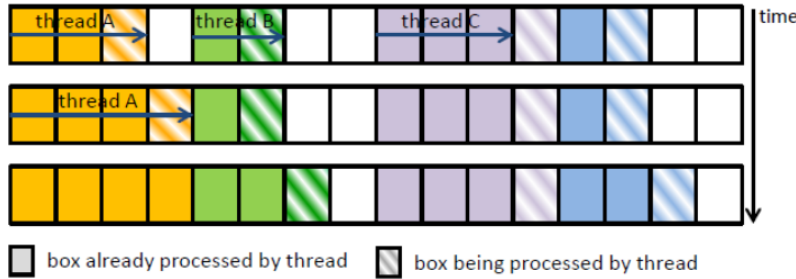 thread A thread B thread C time
thread A
box already processed by thread box being processed by thread